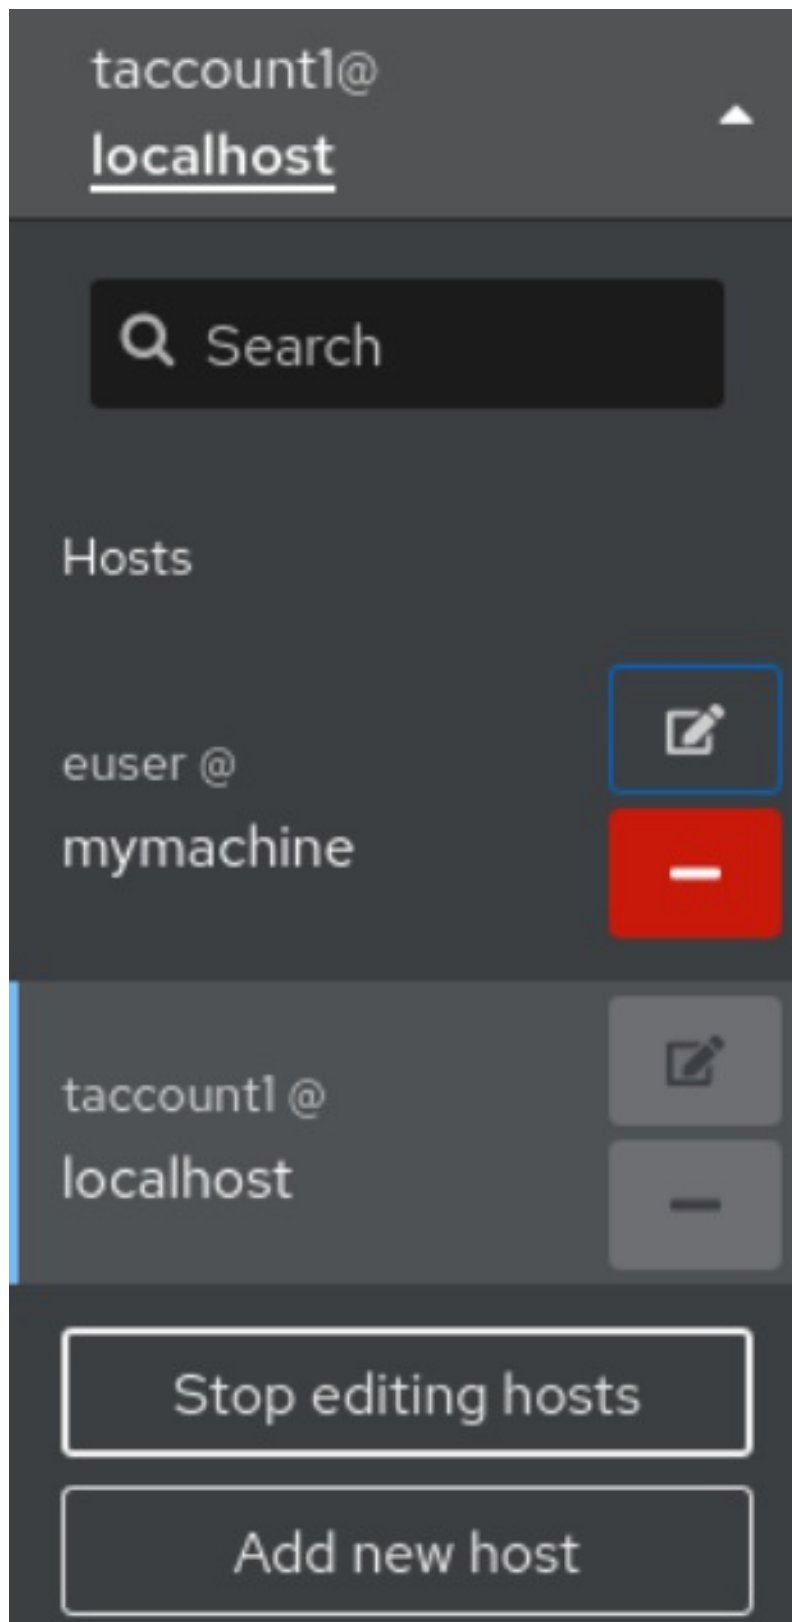 taccount1@
localhost
Search
Hosts
euser @
mymachine
taccount1 @
localhost
Stop editing hosts
Add new host